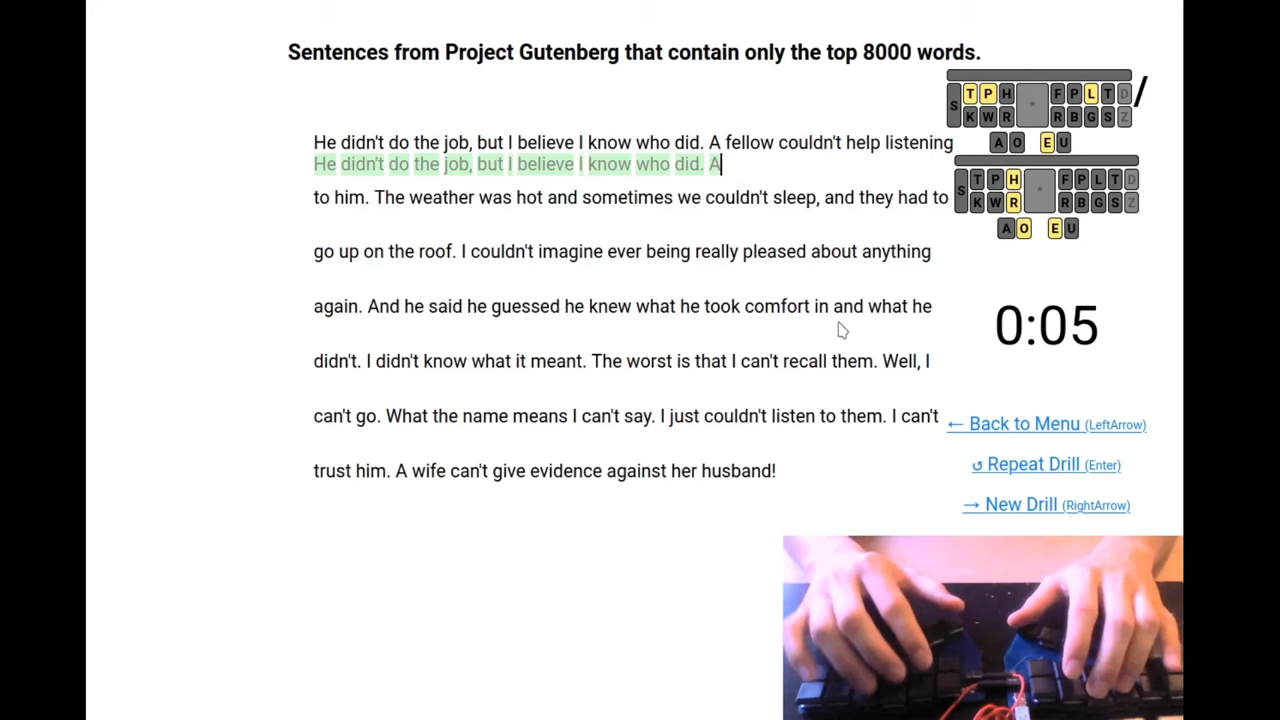 Sentences from Project Gutenberg that contain only the top 8000 words.
He didn't do the job, but I believe I know who did. A fellow couldn't help listening
He didn't do the job, but I believe I know who did. A
to him. The weather was hot and sometimes we couldn't sleep, and they had to
go up on the roof. I couldn't imagine ever being really pleased about anything
again. And he said he guessed he knew what he took comfort in and what he
didn't. I didn't know what it meant. The worst is that I can't recall them. Well, I
can't go. What the name means I can't say. I just couldn't listen to them. I can't
trust him. A wife can't give evidence against her husband!
S T P H * F P L T D /
K W R R B G S Z
A O E U
S T P H * F P L T D
K W R R B G S Z
A O E U
0:05
← Back to Menu (LeftArrow)
↺ Repeat Drill (Enter)
→ New Drill (RightArrow)